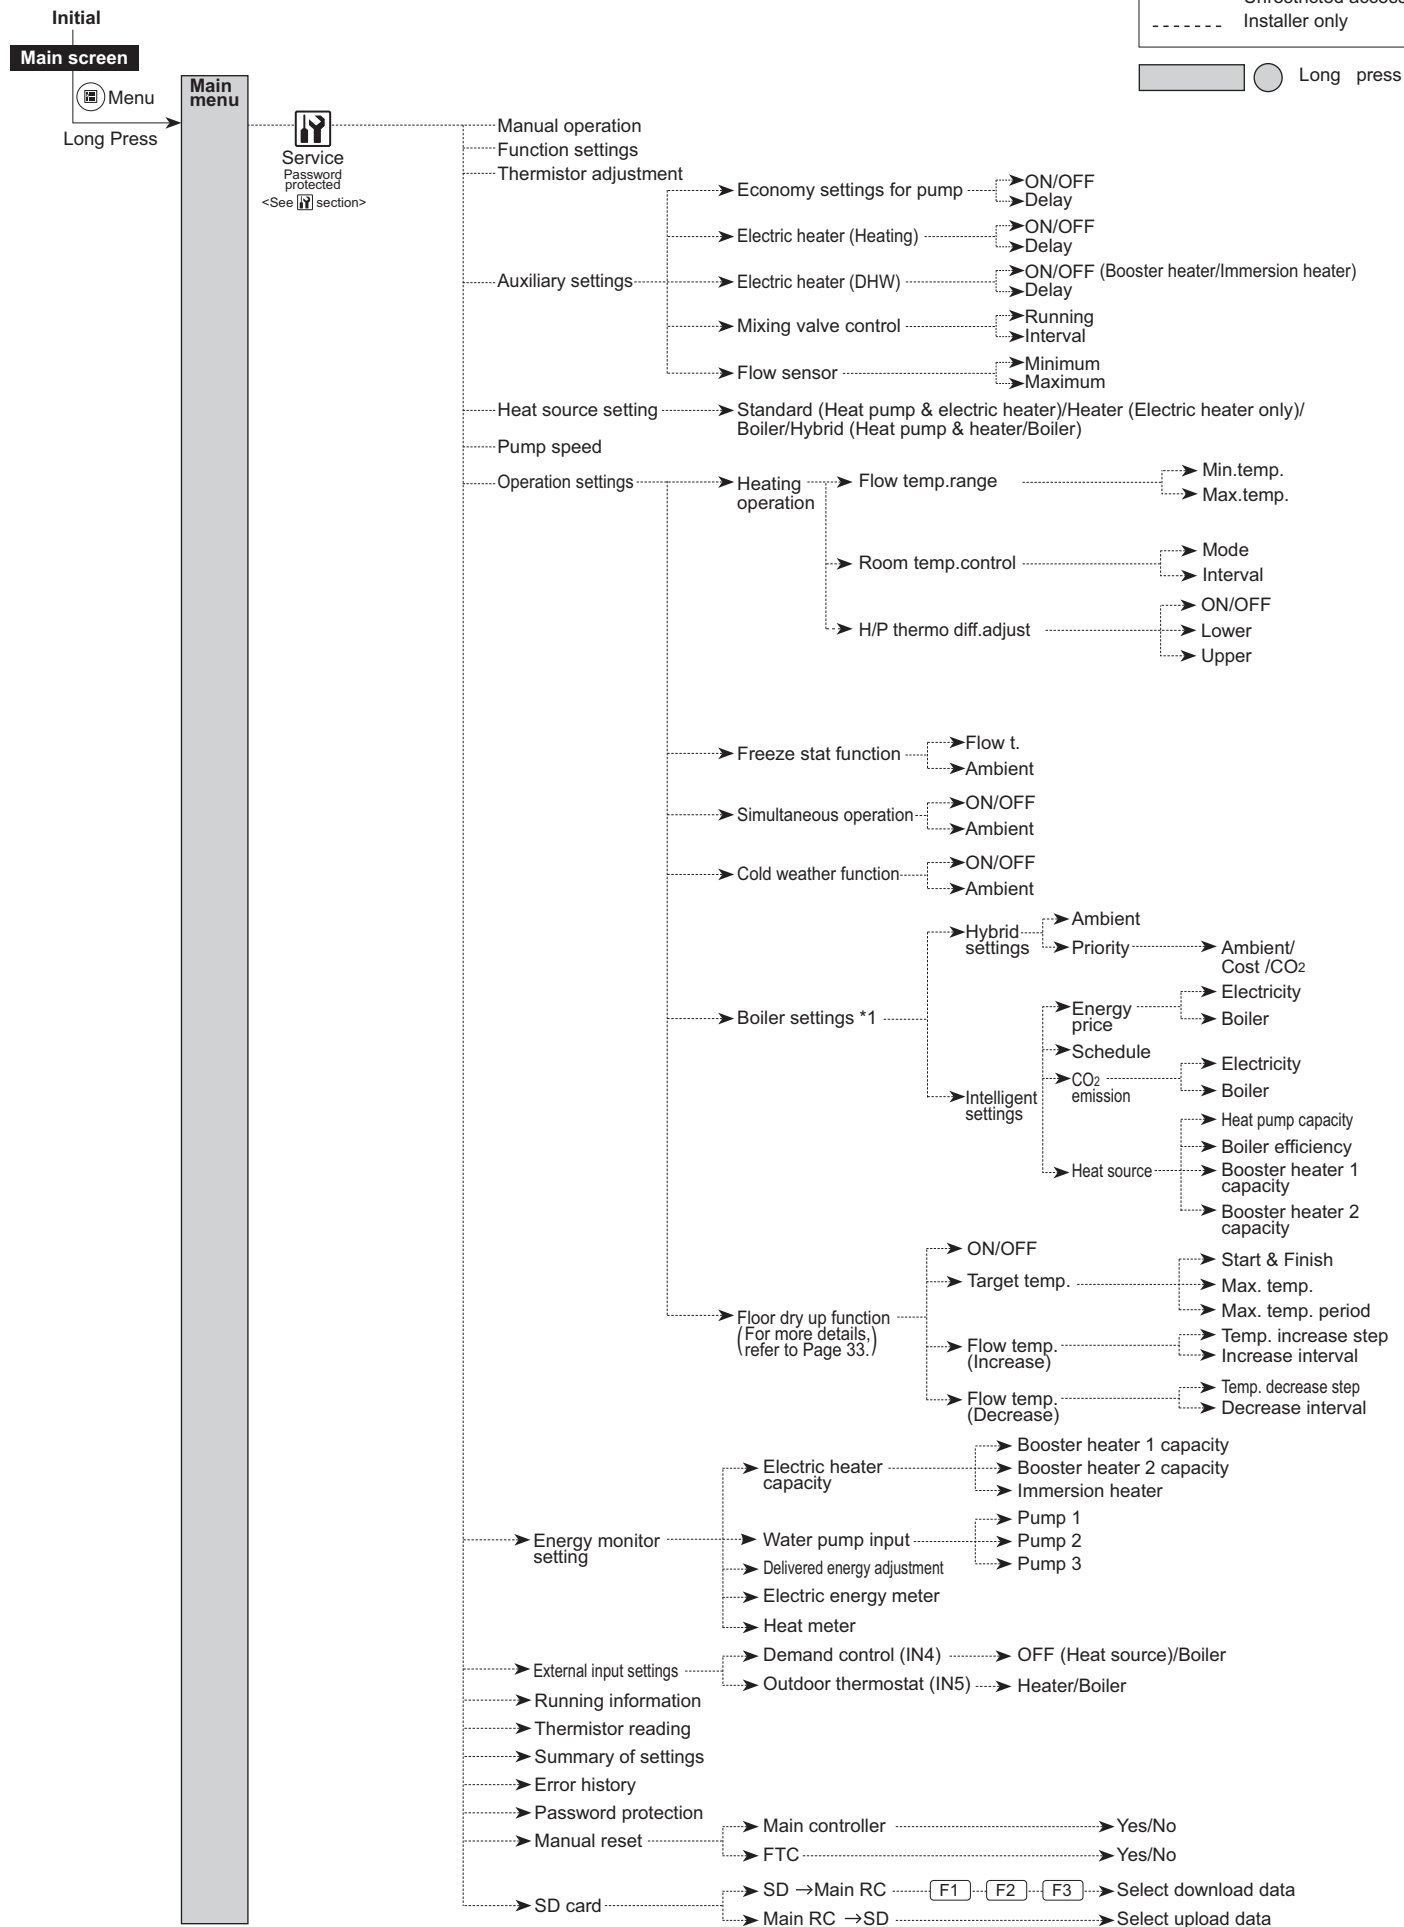 Initial
Main screen
Menu
Long Press
Main
menu
Service
Password
protected
<See section>
Installer only
Long press
Manual operation
Function settings
Thermistor adjustment
Auxiliary settings
Economy settings for pump
ON/OFF
Delay
Electric heater (Heating)
ON/OFF
Delay
Electric heater (DHW)
ON/OFF (Booster heater/Immersion heater)
Delay
Mixing valve control
Running
Interval
Flow sensor
Minimum
Maximum
Heat source setting
Standard (Heat pump & electric heater)/Heater (Electric heater only)/
Boiler/Hybrid (Heat pump & heater/Boiler)
Pump speed
Operation settings
Heating
operation
Flow temp.range
Min.temp.
Max.temp.
Room temp.control
Mode
Interval
H/P thermo diff.adjust
ON/OFF
Lower
Upper
Freeze stat function
Flow t.
Ambient
Simultaneous operation
ON/OFF
Ambient
Cold weather function
ON/OFF
Ambient
Boiler settings *1
Hybrid
settings
Ambient
Priority
Ambient/
Cost /CO2
Intelligent
settings
Energy
price
Electricity
Boiler
Schedule
CO2
emission
Electricity
Boiler
Heat source
Heat pump capacity
Boiler efficiency
Booster heater 1
capacity
Booster heater 2
capacity
Floor dry up function
(For more details,
refer to Page 33.)
ON/OFF
Target temp.
Start & Finish
Max. temp.
Max. temp. period
Flow temp.
(Increase)
Temp. increase step
Increase interval
Flow temp.
(Decrease)
Temp. decrease step
Decrease interval
Energy monitor
setting
Electric heater
capacity
Booster heater 1 capacity
Booster heater 2 capacity
Immersion heater
Water pump input
Pump 1
Pump 2
Pump 3
Delivered energy adjustment
Electric energy meter
Heat meter
External input settings
Demand control (IN4)
OFF (Heat source)/Boiler
Outdoor thermostat (IN5)
Heater/Boiler
Running information
Thermistor reading
Summary of settings
Error history
Password protection
Manual reset
Main controller
Yes/No
FTC
Yes/No
SD card
SD →Main RC
F1
F2
F3
Select download data
Main RC →SD
Select upload data